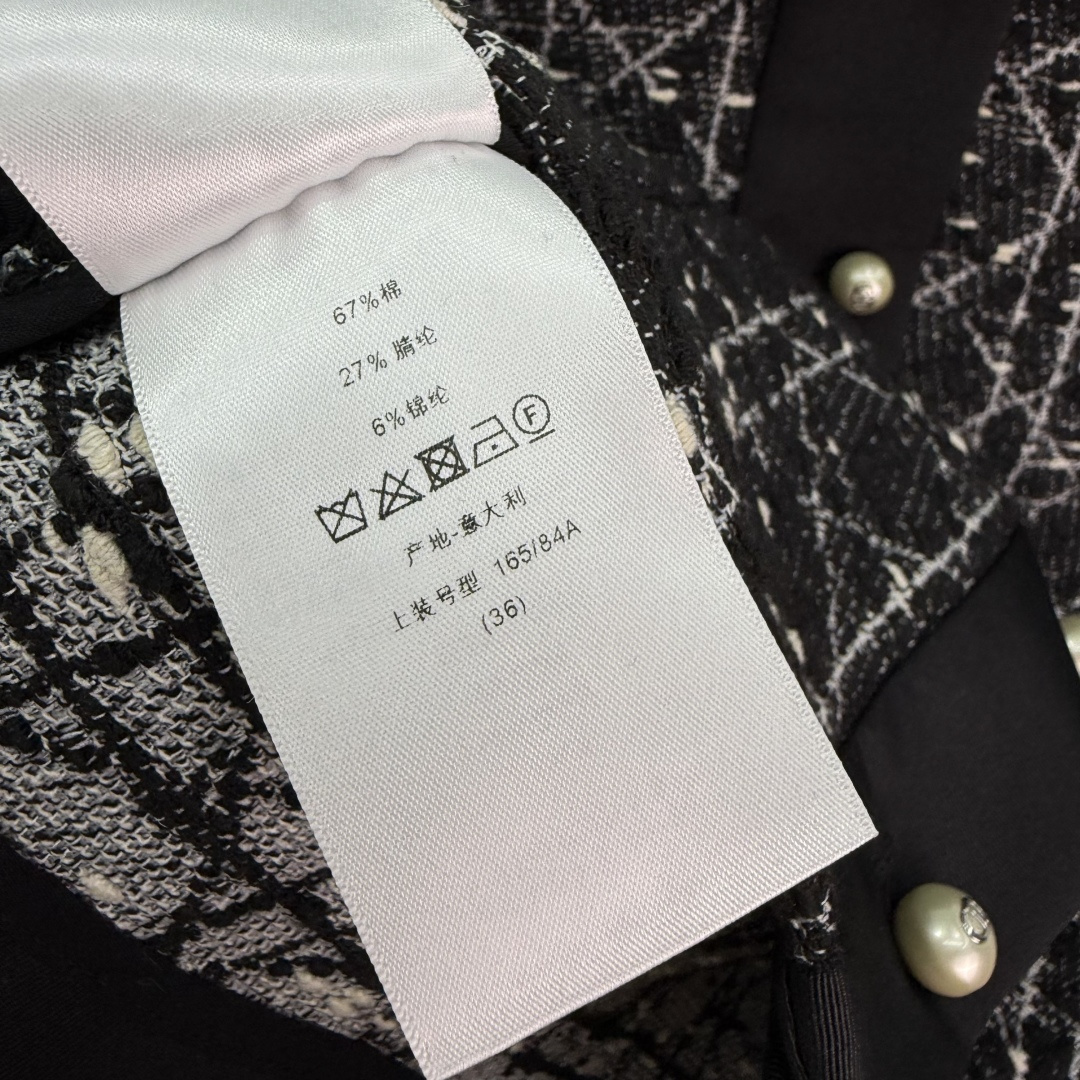 67%棉
27% 腈纶
6%锦纶
F
产地-意大利
上装号型 165/84A
(36)